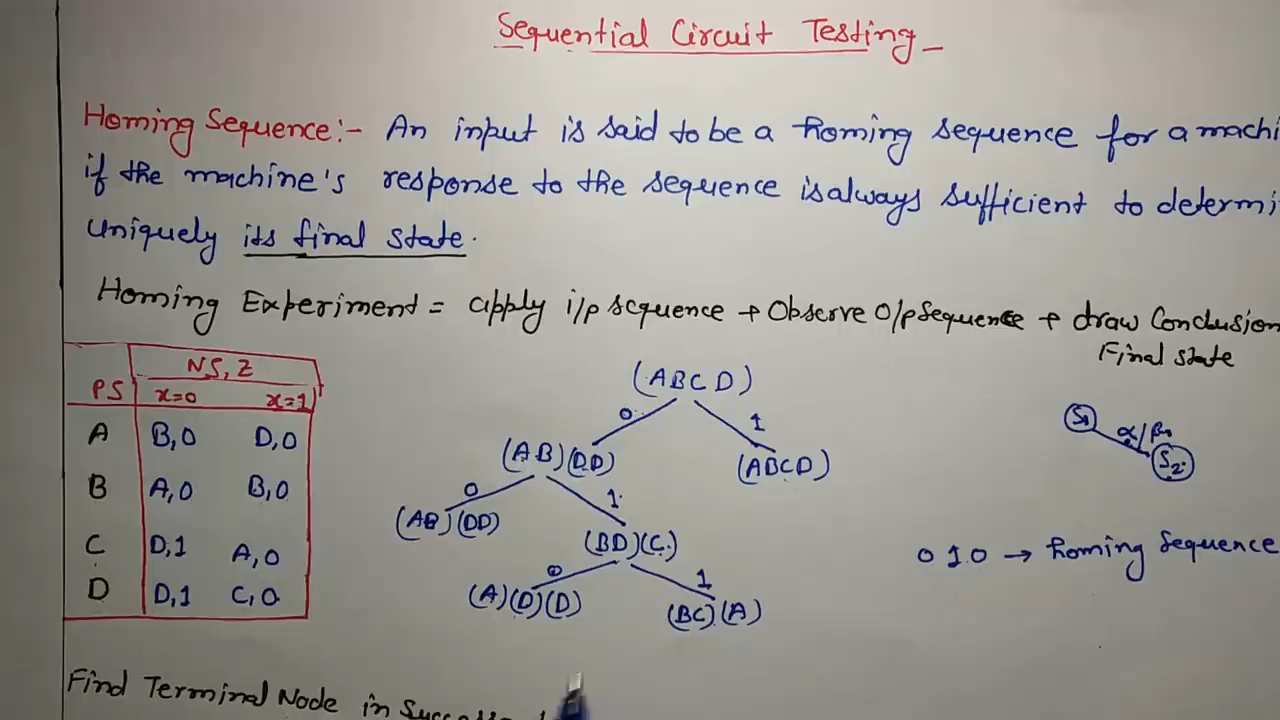 Sequential Circuit Testing
Homing Sequence:- An input is said to be a homing sequence for a machi
if the machine's response to the sequence is always sufficient to determi
uniquely its final state.
Homing Experiment = apply i/p sequence + Observe O/p Sequence + draw Conclusion
Final state
NS, Z
PS x=0 x=1
A B,0 D,0
B A,0 B,0
C D,1 A,0
D D,1 C,0
(ABCD)
0 1
(AB)(DD) (ABCD)
0 1
(AB)(DD) (BD)(C)
0 1
(A)(D)(D) (BC)(A)
S1 α/β1 S2
0 1 0 → homing Sequence
Find Terminal Node in